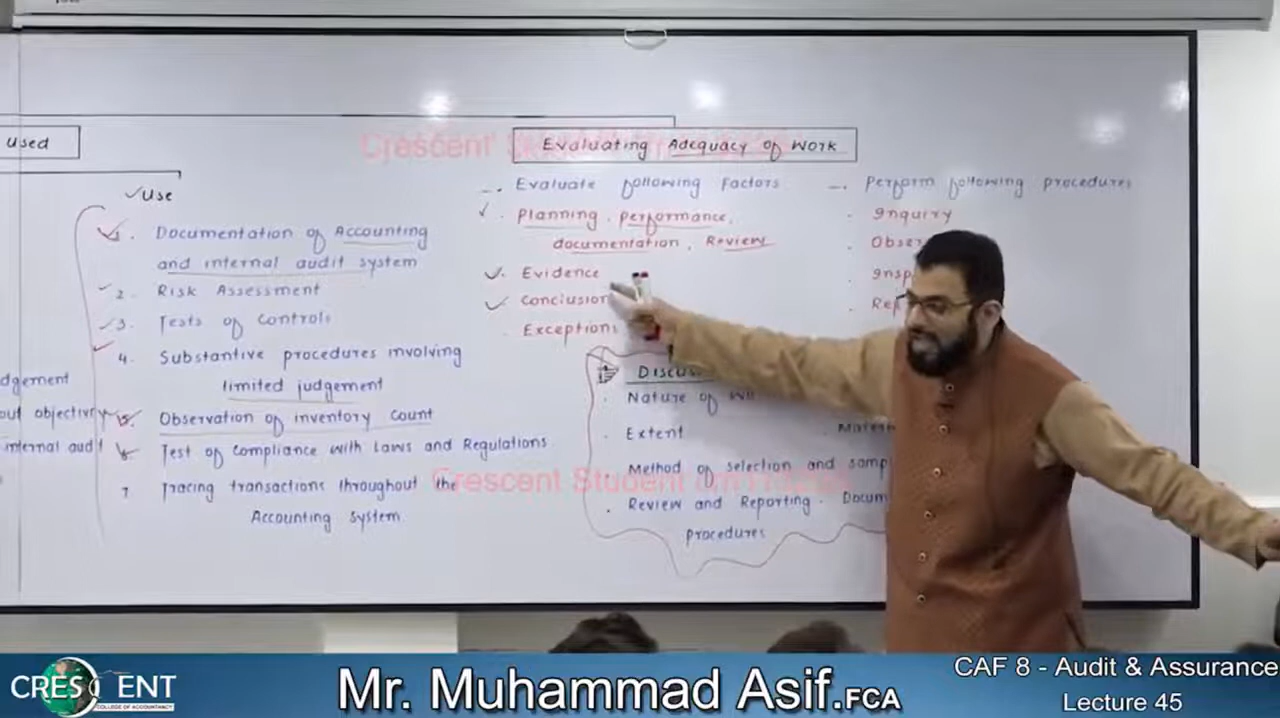 used
Use
1. Documentation of Accounting
and internal audit system
2. Risk Assessment
3. Tests of controls
4. Substantive procedures involving
limited judgement
5. Observation of inventory count
6. Test of compliance with Laws and Regulations
7 Tracing transactions throughout the
Accounting system
dgement
out objectivity
internal audit
Evaluating Adequacy of Work
Evaluate following Factors
Planning, performance,
documentation, Review
Evidence
Conclusion
Exceptions
Perform following procedures
Inquiry
Obser
Insp
Rep
Discus
Nature of
Extent
Method of selection and samp
Review and Reporting
procedures
Docum
Crescent Student
Crescent Student
CRESCENT
COLLEGE OF ACCOUNTANCY
Mr. Muhammad Asif.FCA
CAF 8 - Audit & Assurance
Lecture 45